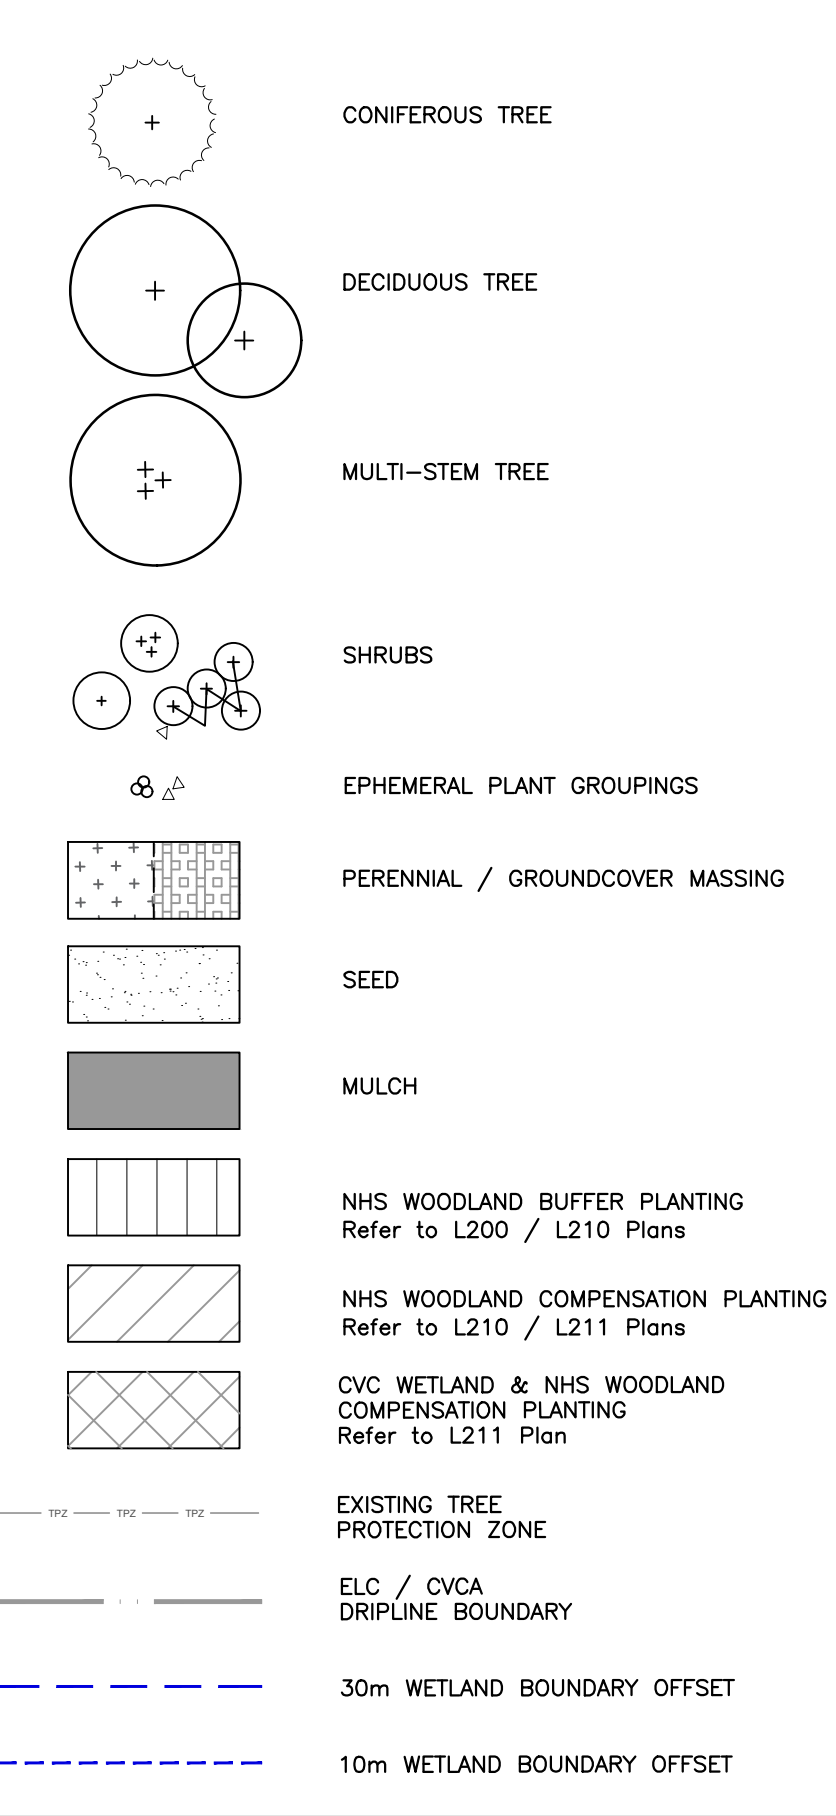 CONIFEROUS TREE
DECIDUOUS TREE
MULTI-STEM TREE
SHRUBS
EPHEMERAL PLANT GROUPINGS
PERENNIAL / GROUNDCOVER MASSING
SEED
MULCH
NHS WOODLAND BUFFER PLANTING
Refer to L200 / L210 Plans
NHS WOODLAND COMPENSATION PLANTING
Refer to L210 / L211 Plans
CVC WETLAND & NHS WOODLAND
COMPENSATION PLANTING
Refer to L211 Plan
TPZ TPZ TPZ
EXISTING TREE
PROTECTION ZONE
ELC / CVCA
DRIPLINE BOUNDARY
30m WETLAND BOUNDARY OFFSET
10m WETLAND BOUNDARY OFFSET